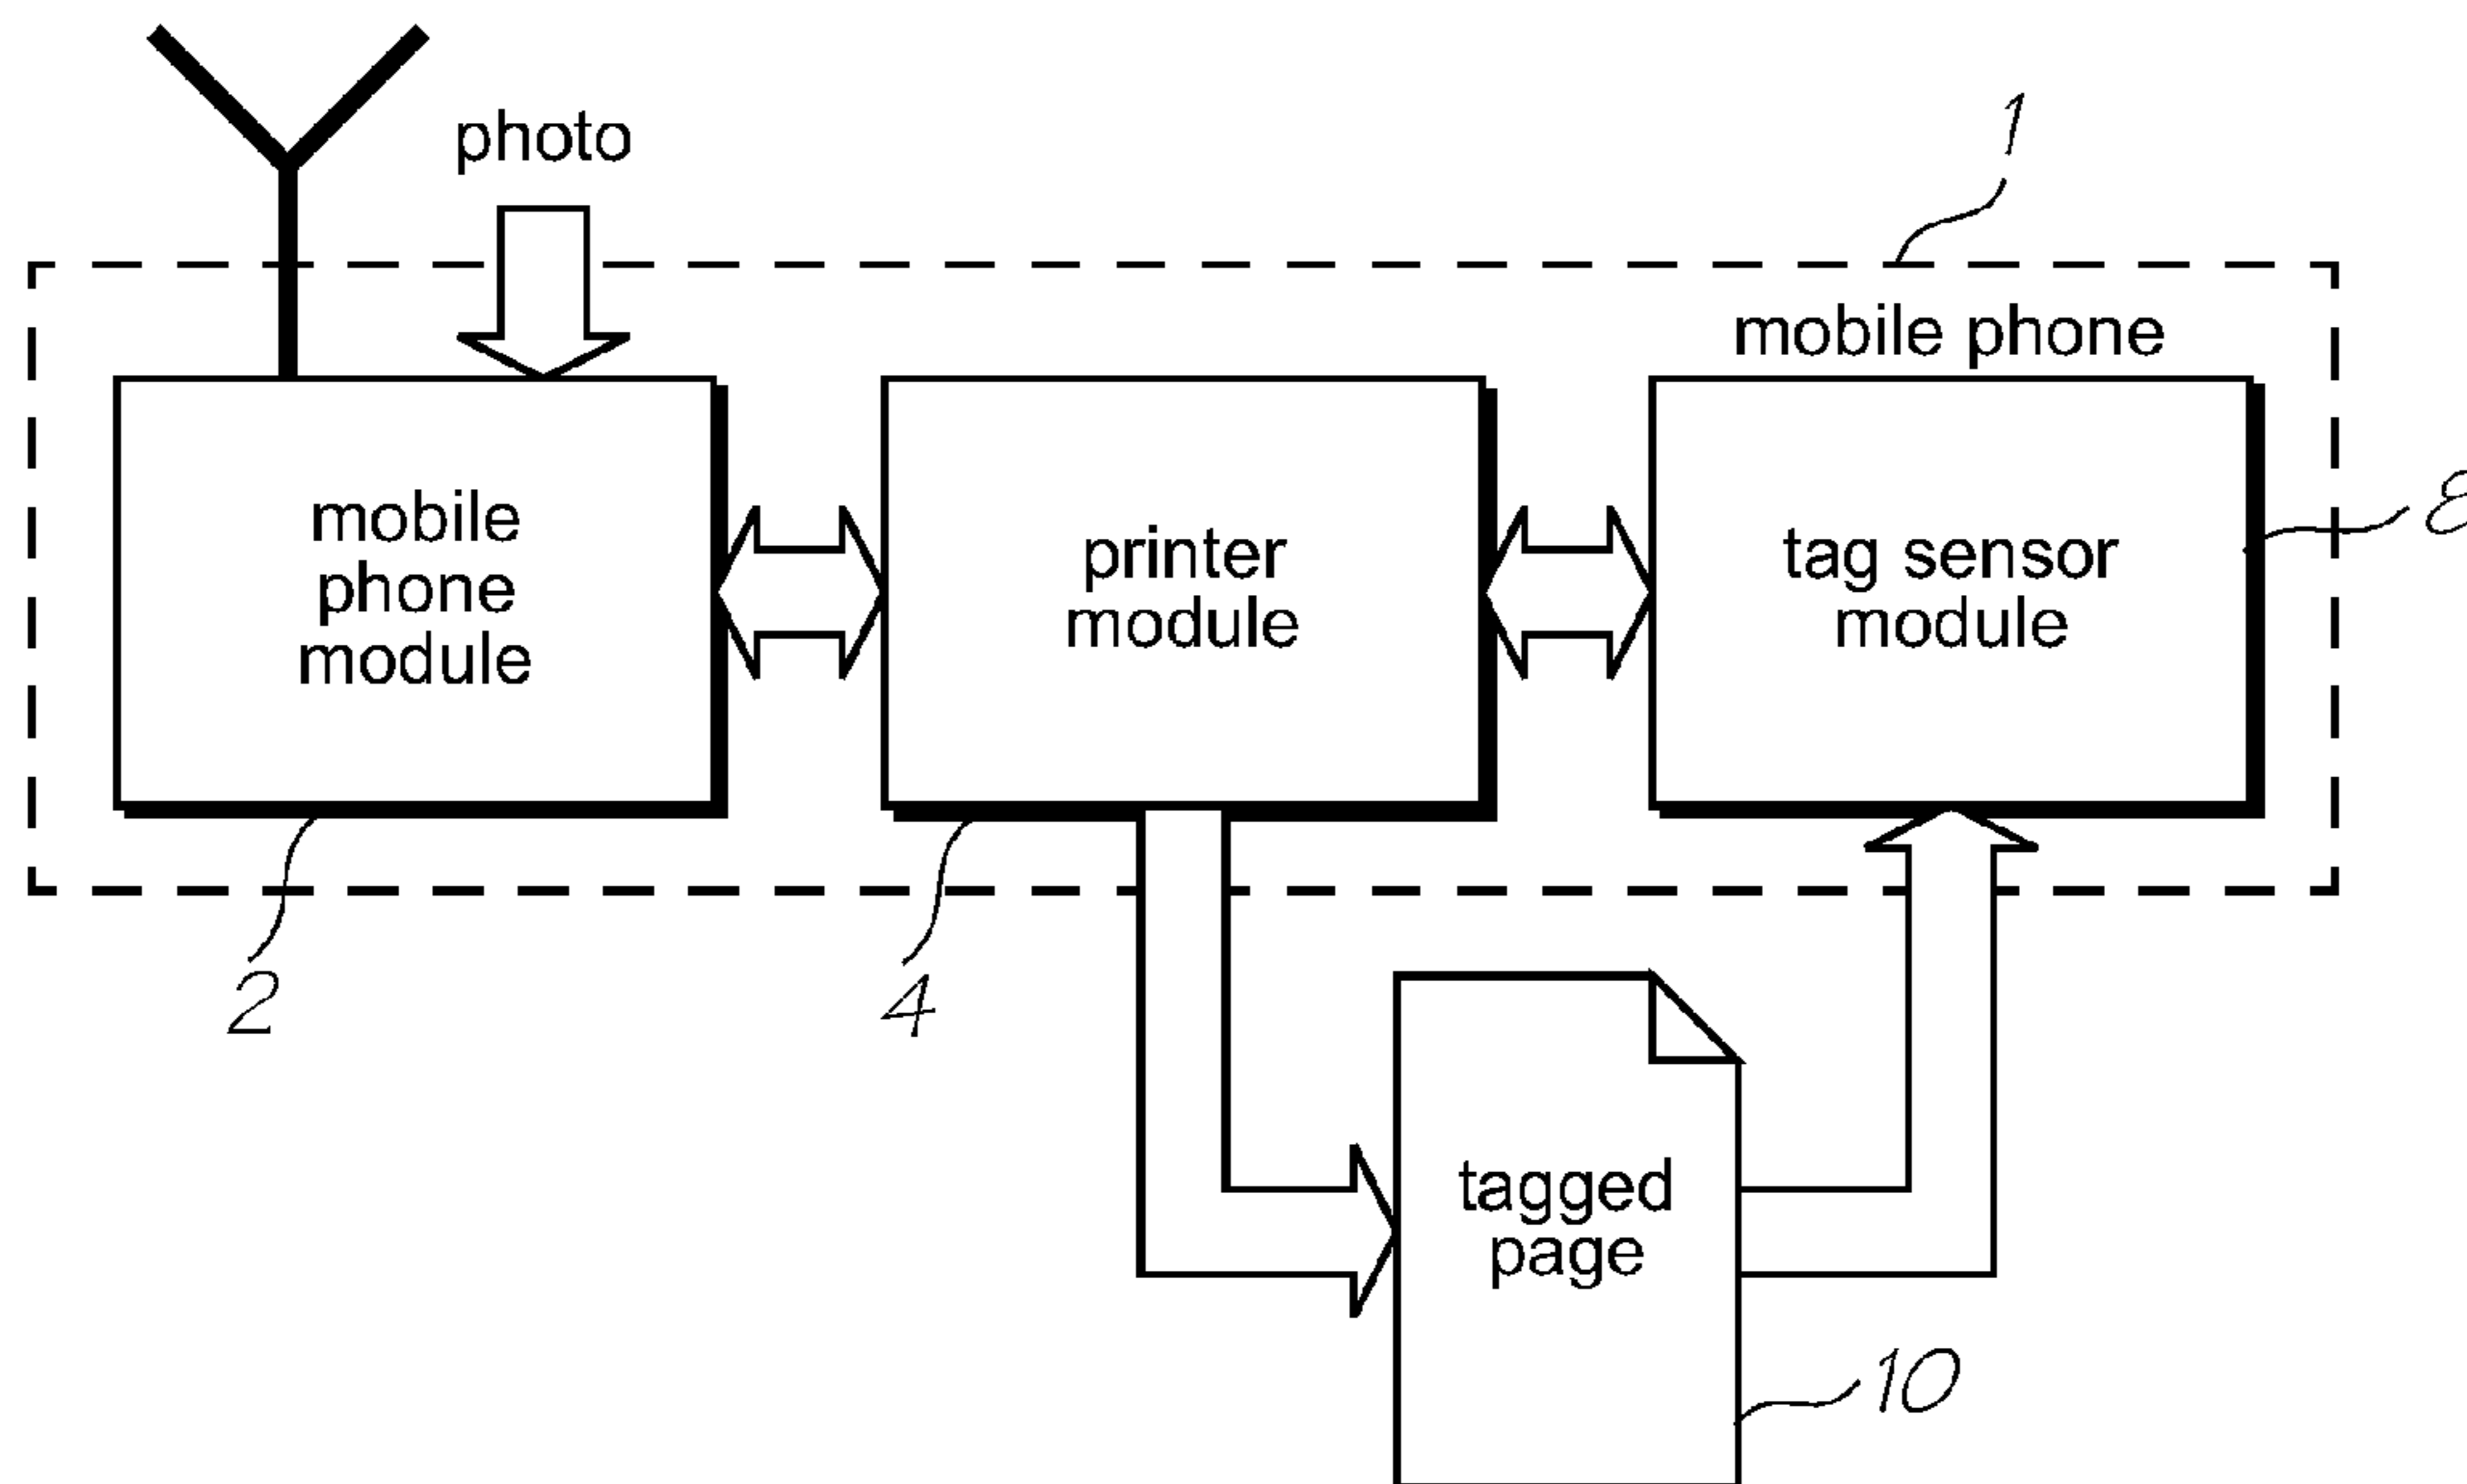 photo
1
mobile phone
mobile
phone
module
printer
module
tag sensor
module
8
2
4
tagged
page
10